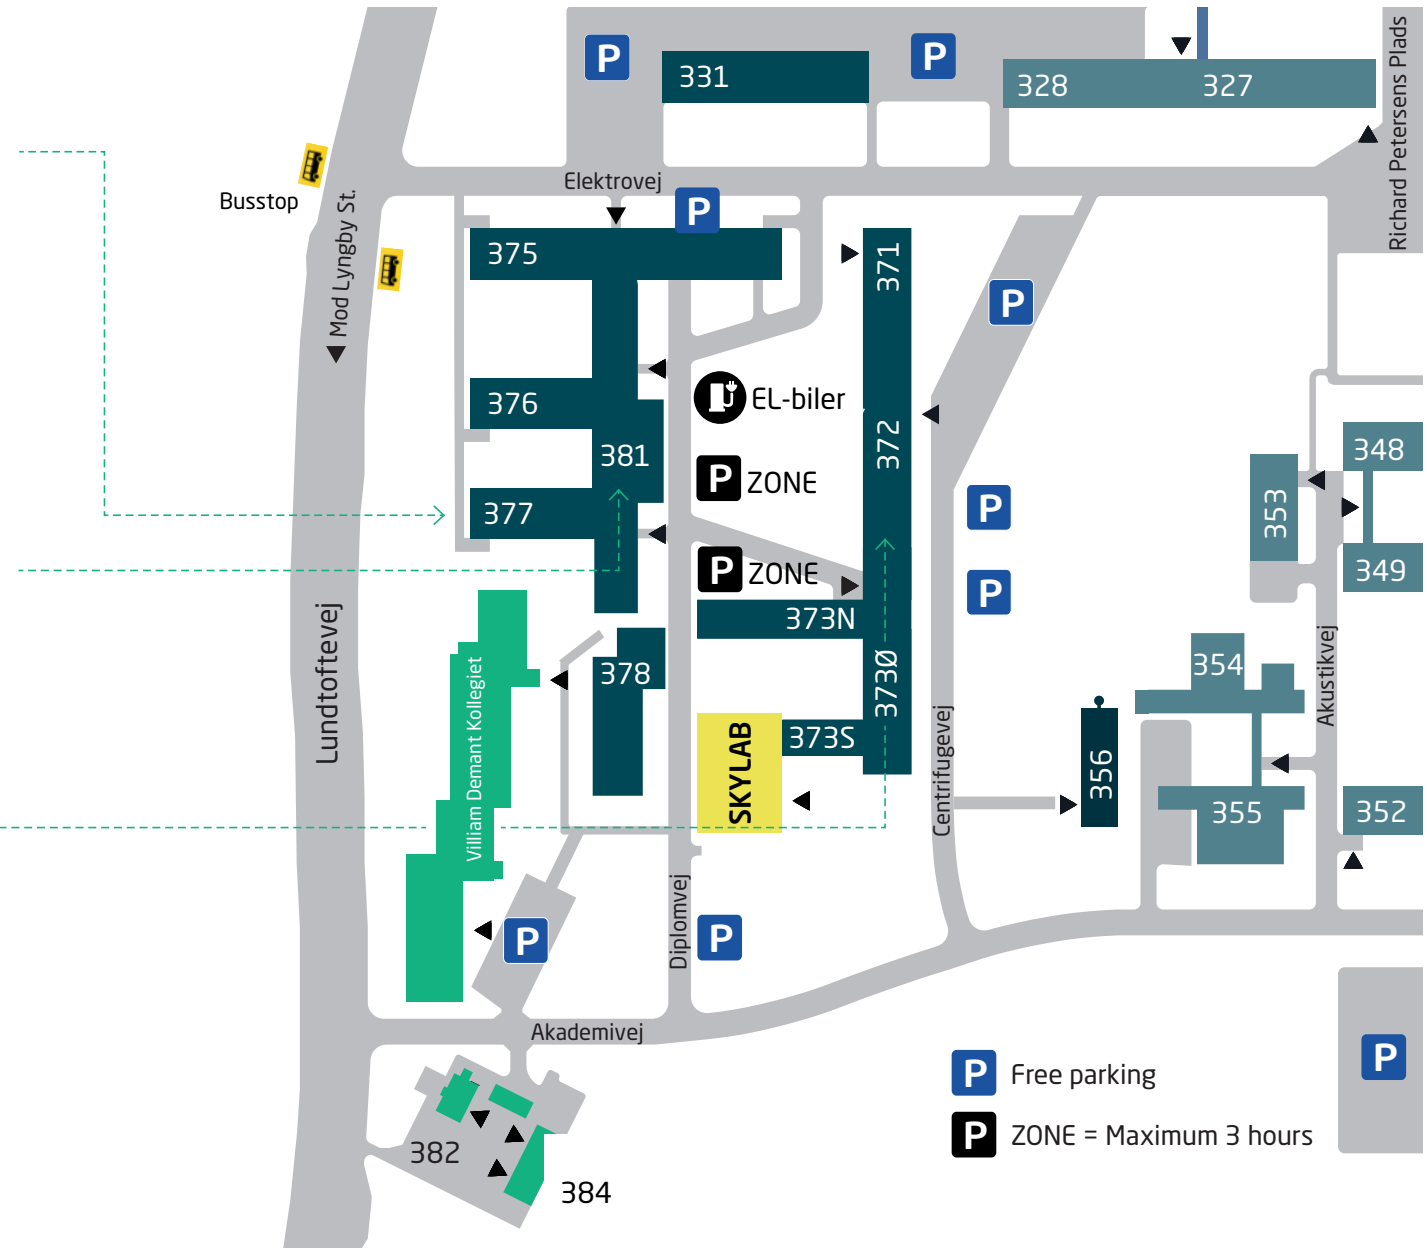 P
P
331
328
327
Richard Petersens Plads
Elektrovej
P
Busstop
Mod Lyngby St.
375
371
P
376
EL-biler
372
381
348
P ZONE
377
P
353
P ZONE
349
P
373N
Lundtoftevej
Villiam Demant Kollegiet
378
373Ø
354
Akustikvej
SKYLAB
373S
Centrifugevej
356
355
352
P
Diplomvej
P
Akademivej
P
P Free parking
P ZONE = Maximum 3 hours
382
384